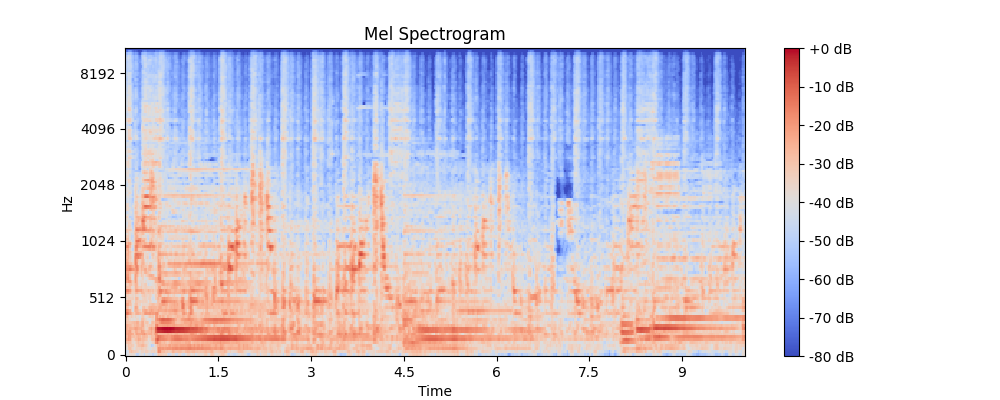 Mel Spectrogram
Hz
8192
4096
2048
1024
512
0
0 1.5 3 4.5 6 7.5 9
Time
+0 dB
-10 dB
-20 dB
-30 dB
-40 dB
-50 dB
-60 dB
-70 dB
-80 dB